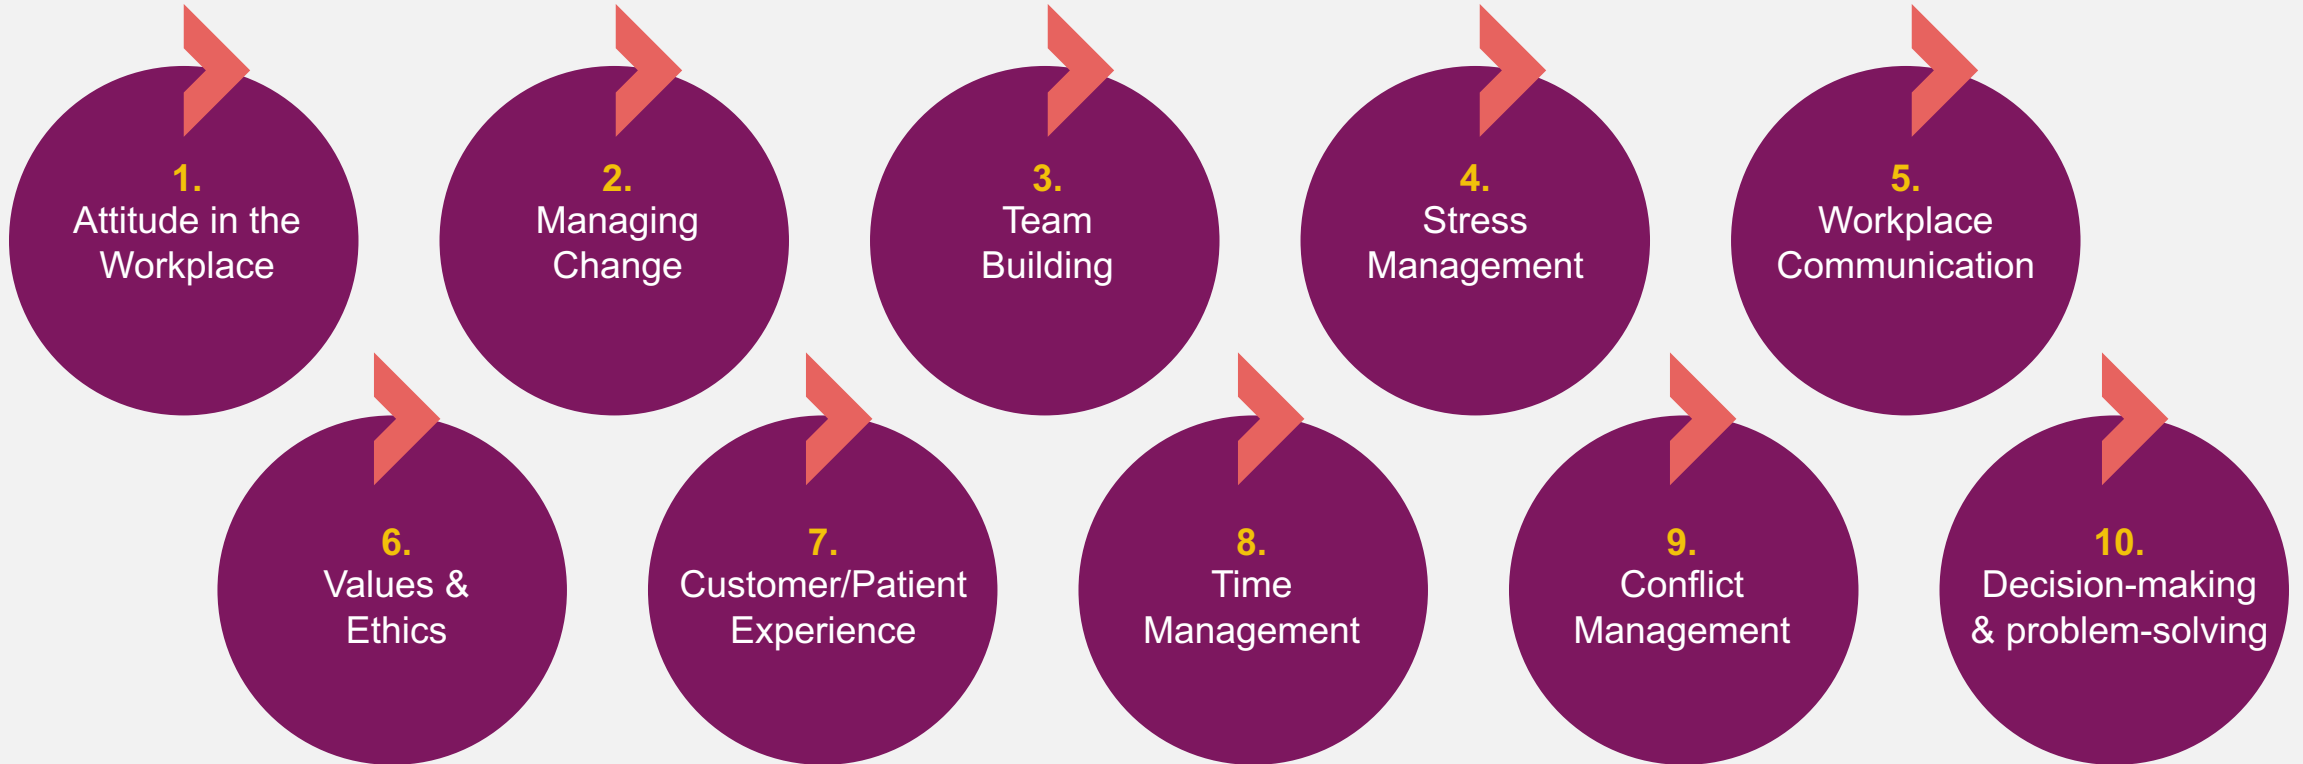 1.
Attitude in the
Workplace
2.
Managing
Change
3.
Team
Building
4.
Stress
Management
5.
Workplace
Communication
6.
Values &
Ethics
7.
Customer/Patient
Experience
8.
Time
Management
9.
Conflict
Management
10.
Decision-making
& problem-solving